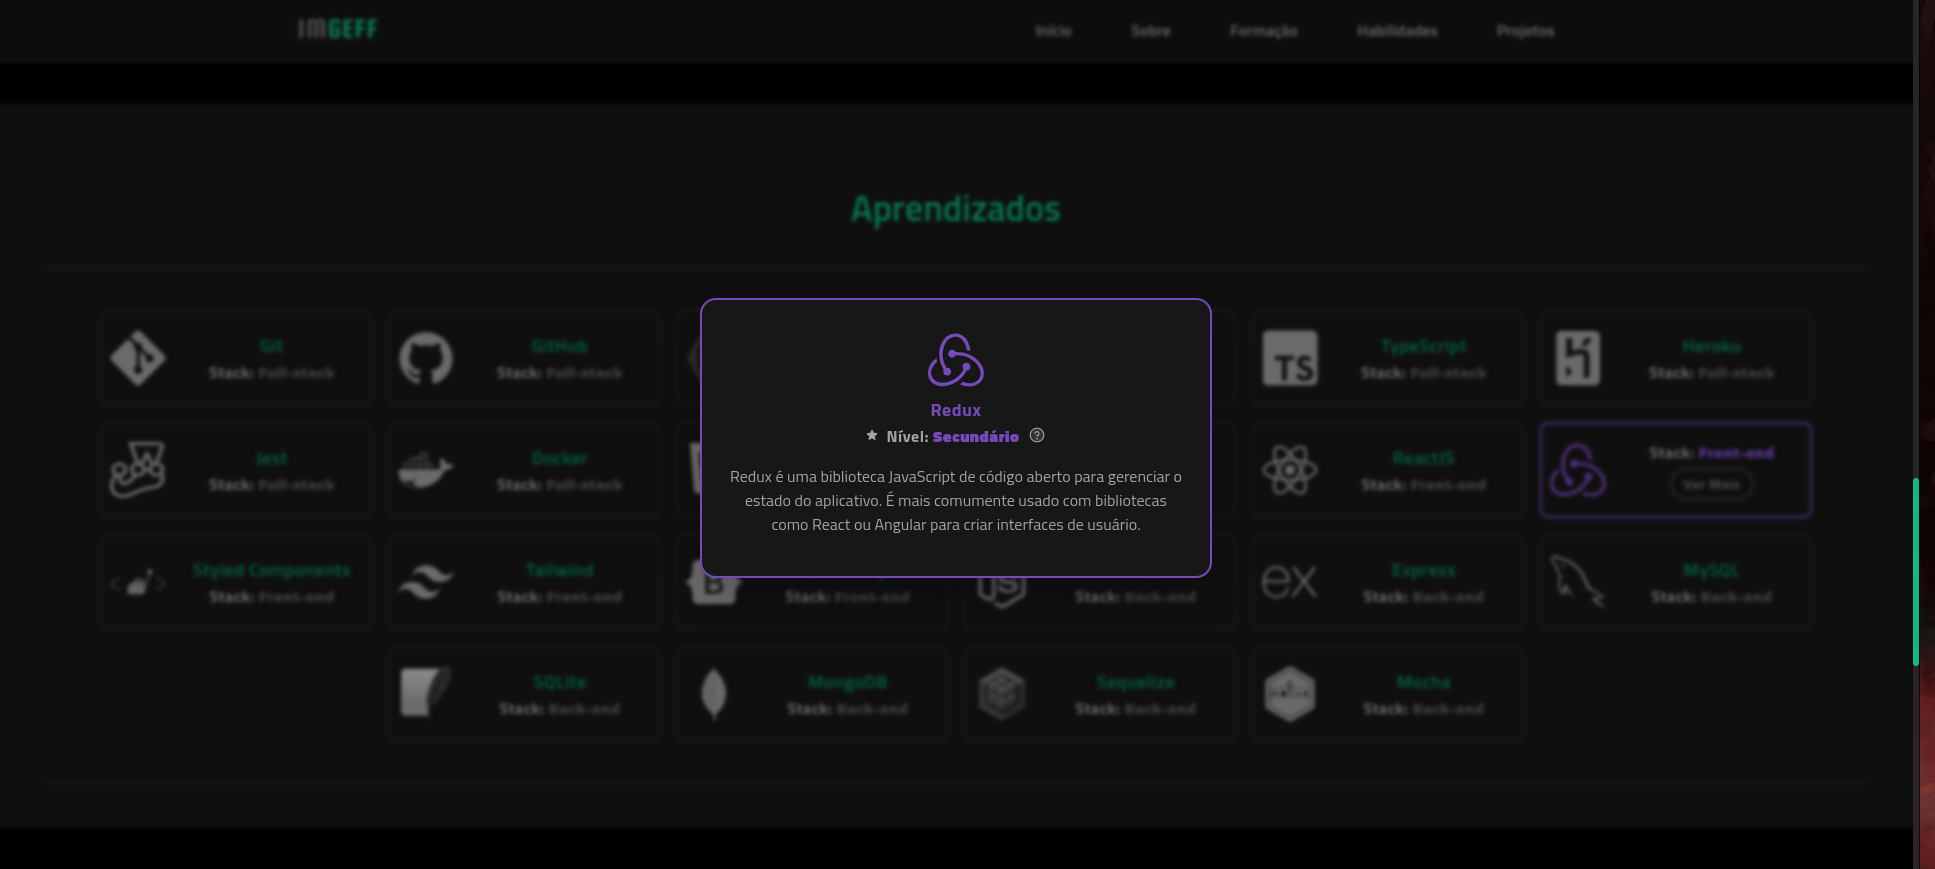 IMGEFF
Início Sobre Formação Habilidades Projetos
Aprendizados
Git
Stack: Full-stack
GitHub
Stack: Full-stack
TS
TypeScript
Stack: Full-stack
Heroku
Stack: Full-stack
Jest
Stack: Full-stack
Docker
Stack: Full-stack
ReactJS
Stack: Front-end
Stack: Front-end
Ver Mais
Redux
Nível: Secundário ?
Redux é uma biblioteca JavaScript de código aberto para gerenciar o
estado do aplicativo. É mais comumente usado com bibliotecas
como React ou Angular para criar interfaces de usuário.
Styled Components
Stack: Front-end
Tailwind
Stack: Front-end
B
Stack: Front-end
JS
Stack: Back-end
ex
Express
Stack: Back-end
MySQL
Stack: Back-end
SQLite
Stack: Back-end
MongoDB
Stack: Back-end
Sequelize
Stack: Back-end
Mocha
Stack: Back-end